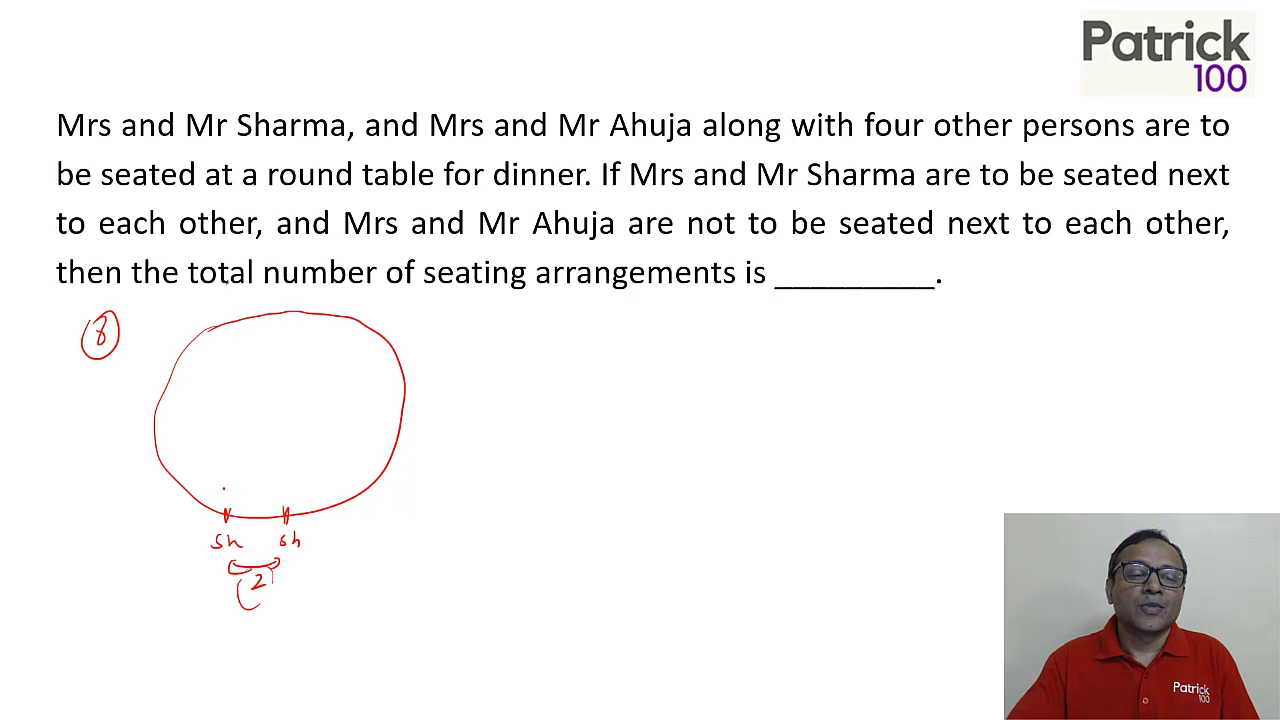 Patrick
100
Mrs and Mr Sharma, and Mrs and Mr Ahuja along with four other persons are to
be seated at a round table for dinner. If Mrs and Mr Sharma are to be seated next
to each other, and Mrs and Mr Ahuja are not to be seated next to each other,
then the total number of seating arrangements is __________.
8
Sh Sh
2
Patrick
100